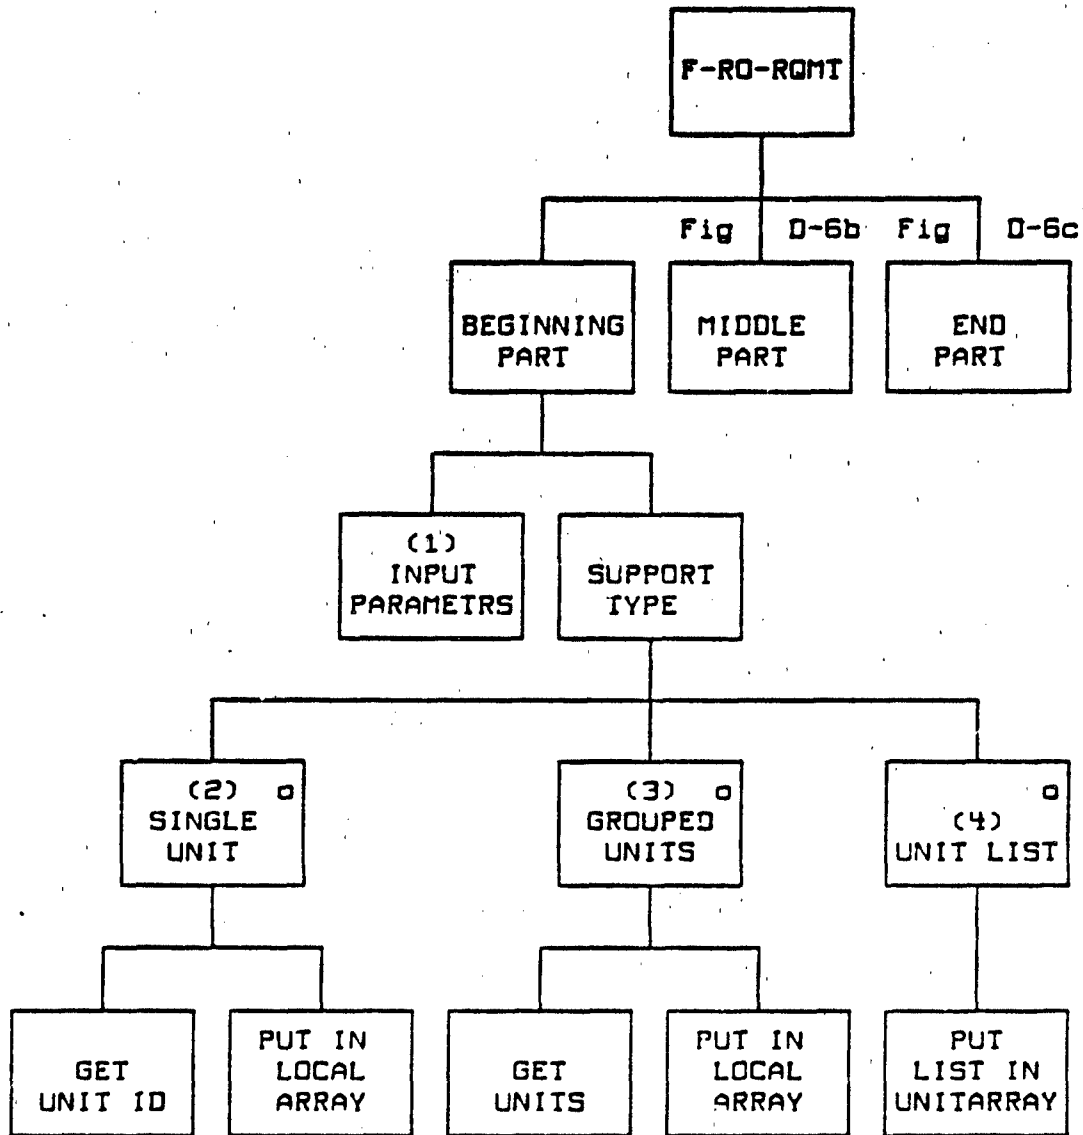 F-RO-RQMT
Fig D-6b Fig D-6c
BEGINNING
PART
MIDDLE
PART
END
PART
(1)
INPUT
PARAMETRS
SUPPORT
TYPE
(2) o
SINGLE
UNIT
(3) o
GROUPED
UNITS
o
(4)
UNIT LIST
GET
UNIT ID
PUT IN
LOCAL
ARRAY
GET
UNITS
PUT IN
LOCAL
ARRAY
PUT
LIST IN
UNITARRAY